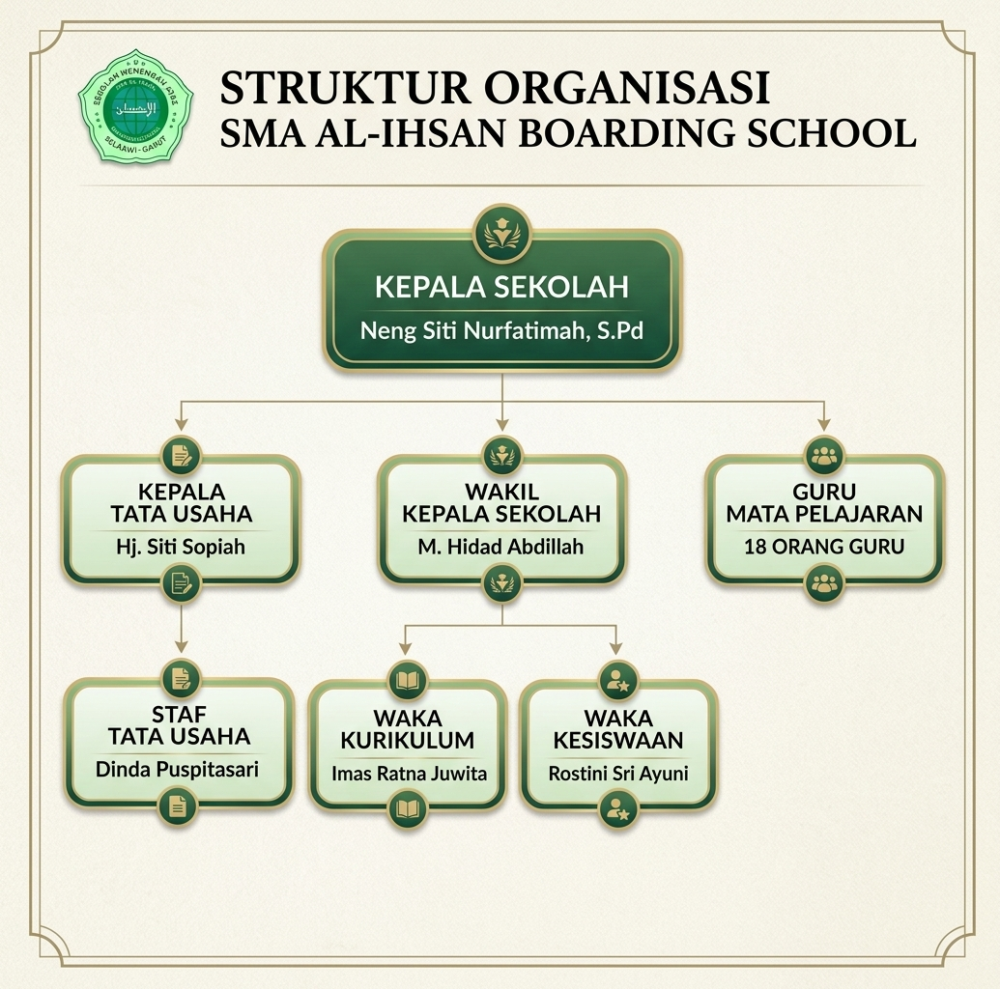 STRUKTUR ORGANISASI
SMA AL-IHSAN BOARDING SCHOOL
الإحسان
KEPALA SEKOLAH
Neng Siti Nurfatimah, S.Pd
KEPALA
TATA USAHA
Hj. Siti Sopiah
WAKIL
KEPALA SEKOLAH
M. Hidad Abdillah
GURU
MATA PELAJARAN
18 ORANG GURU
STAF
TATA USAHA
Dinda Puspitasari
WAKA
KURIKULUM
Imas Ratna Juwita
WAKA
KESISWAAN
Rostini Sri Ayuni